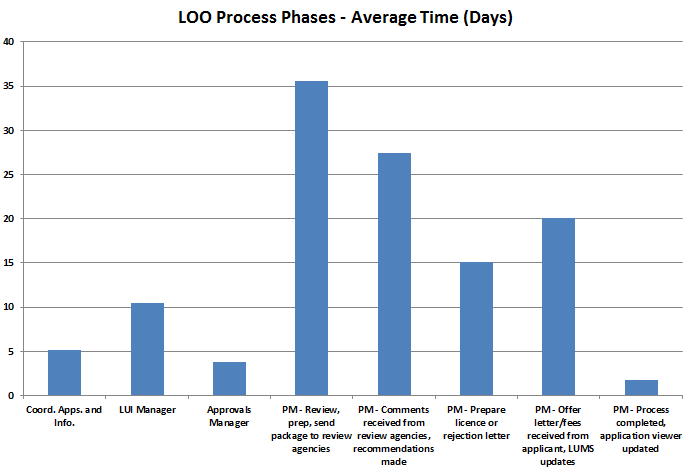 LOO Process Phases - Average Time (Days)
40
35
30
25
20
15
10
5
0
Coord. Apps. and
Info.
LUI Manager
Approvals
Manager
PM - Review,
prep, send
package to review
agencies
PM - Comments
received from
review agencies,
recommendations
made
PM - Prepare
licence or
rejection letter
PM - Offer
letter/fees
received from
applicant, LUMS
updates
PM - Process
completed,
application viewer
updated